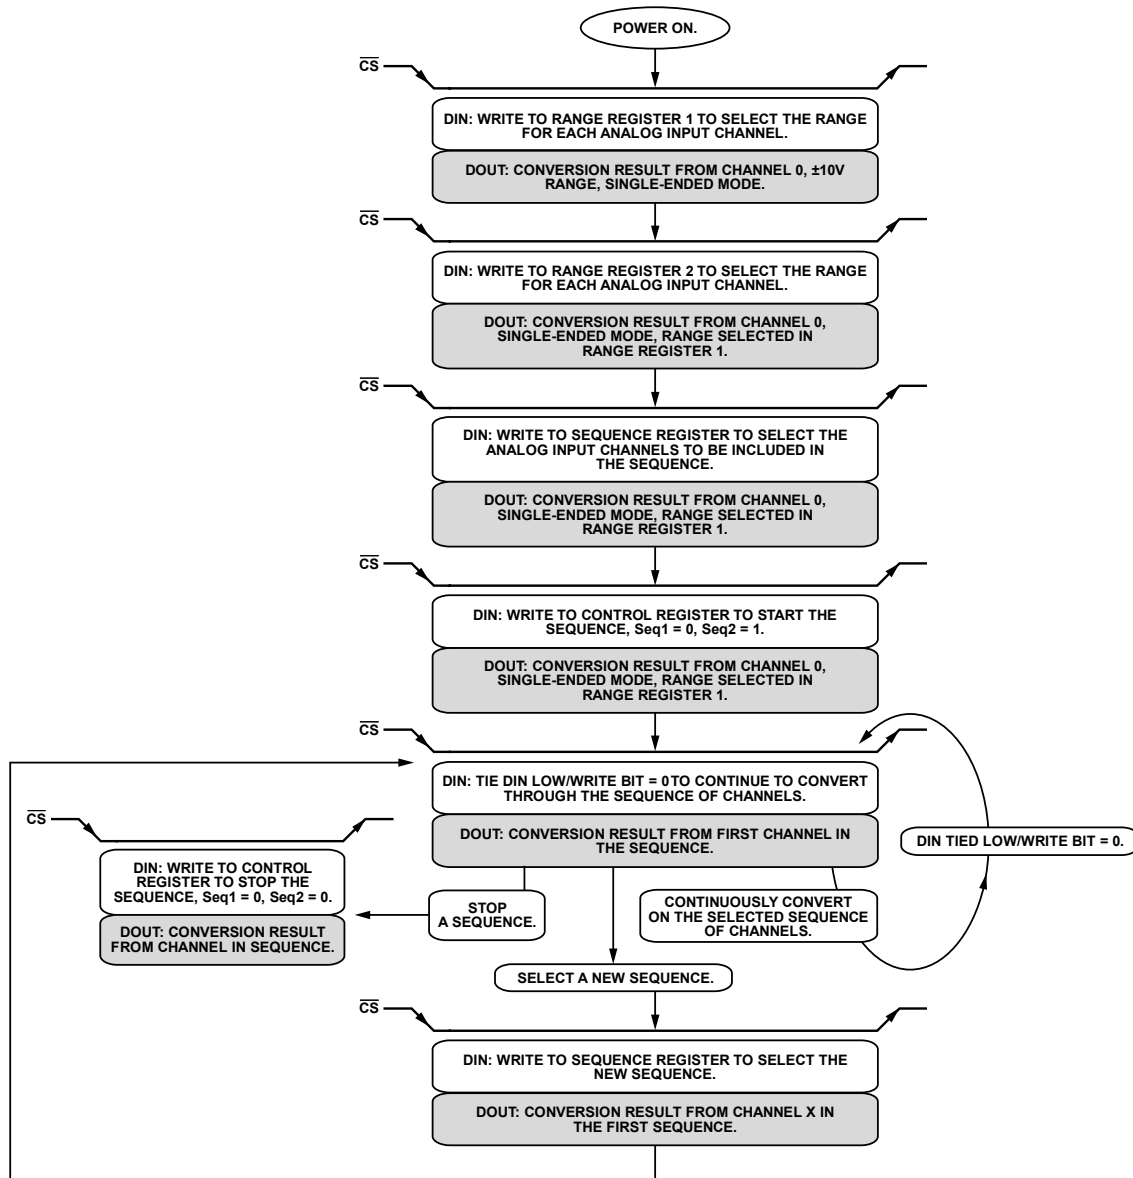 POWER ON.
CS
DIN: WRITE TO RANGE REGISTER 1 TO SELECT THE RANGE
FOR EACH ANALOG INPUT CHANNEL.
DOUT: CONVERSION RESULT FROM CHANNEL 0, ±10V
RANGE, SINGLE-ENDED MODE.
CS
DIN: WRITE TO RANGE REGISTER 2 TO SELECT THE RANGE
FOR EACH ANALOG INPUT CHANNEL.
DOUT: CONVERSION RESULT FROM CHANNEL 0,
SINGLE-ENDED MODE, RANGE SELECTED IN
RANGE REGISTER 1.
CS
DIN: WRITE TO SEQUENCE REGISTER TO SELECT THE
ANALOG INPUT CHANNELS TO BE INCLUDED IN
THE SEQUENCE.
DOUT: CONVERSION RESULT FROM CHANNEL 0,
SINGLE-ENDED MODE, RANGE SELECTED IN
RANGE REGISTER 1.
CS
DIN: WRITE TO CONTROL REGISTER TO START THE
SEQUENCE, Seq1 = 0, Seq2 = 1.
DOUT: CONVERSION RESULT FROM CHANNEL 0,
SINGLE-ENDED MODE, RANGE SELECTED IN
RANGE REGISTER 1.
CS
DIN: TIE DIN LOW/WRITE BIT = 0 TO CONTINUE TO CONVERT
THROUGH THE SEQUENCE OF CHANNELS.
DOUT: CONVERSION RESULT FROM FIRST CHANNEL IN
THE SEQUENCE.
DIN TIED LOW/WRITE BIT = 0.
CS
DIN: WRITE TO CONTROL
REGISTER TO STOP THE
SEQUENCE, Seq1 = 0, Seq2 = 0.
DOUT: CONVERSION RESULT
FROM CHANNEL IN SEQUENCE.
STOP
A SEQUENCE.
CONTINUOUSLY CONVERT
ON THE SELECTED SEQUENCE
OF CHANNELS.
SELECT A NEW SEQUENCE.
CS
DIN: WRITE TO SEQUENCE REGISTER TO SELECT THE
NEW SEQUENCE.
DOUT: CONVERSION RESULT FROM CHANNEL X IN
THE FIRST SEQUENCE.